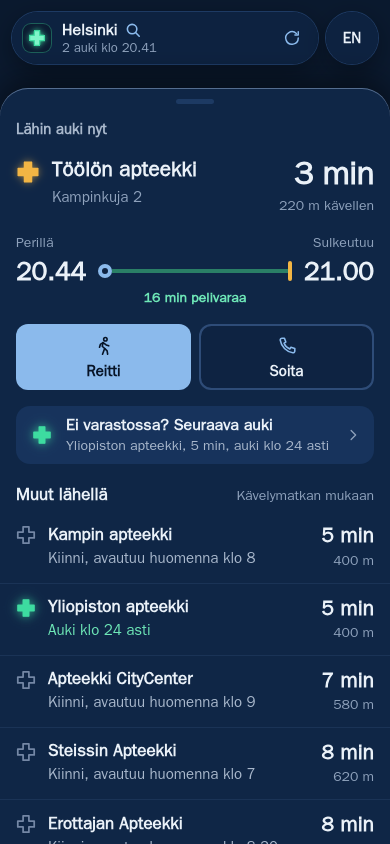 Helsinki
2 auki klo 20.41
EN
Lähin auki nyt
Töölön apteekki
3 min
Kampinkuja 2
220 m kävellen
Perillä
Sulkeutuu
20.44
21.00
16 min pelivaraa
Reitti
Soita
Ei varastossa? Seuraava auki
Yliopiston apteekki, 5 min, auki klo 24 asti
Muut lähellä
Kävelymatkan mukaan
Kampin apteekki
5 min
Kiinni, avautuu huomenna klo 8
400 m
Yliopiston apteekki
5 min
Auki klo 24 asti
400 m
Apteekki CityCenter
7 min
Kiinni, avautuu huomenna klo 9
580 m
Steissin Apteekki
8 min
Kiinni, avautuu huomenna klo 7
620 m
Erottajan Apteekki
8 min